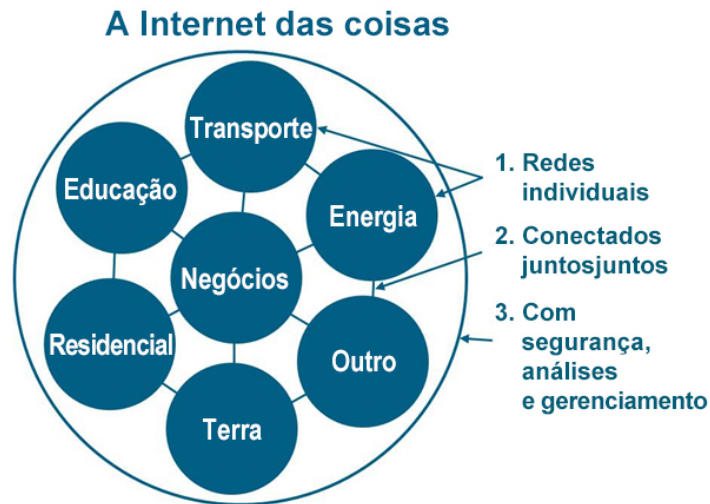 A Internet das coisas
Transporte
Educação
Energia
Negócios
Residencial
Outro
Terra
1. Redes
individuais
2. Conectados
juntosjuntos
3. Com
segurança,
análises
e gerenciamento